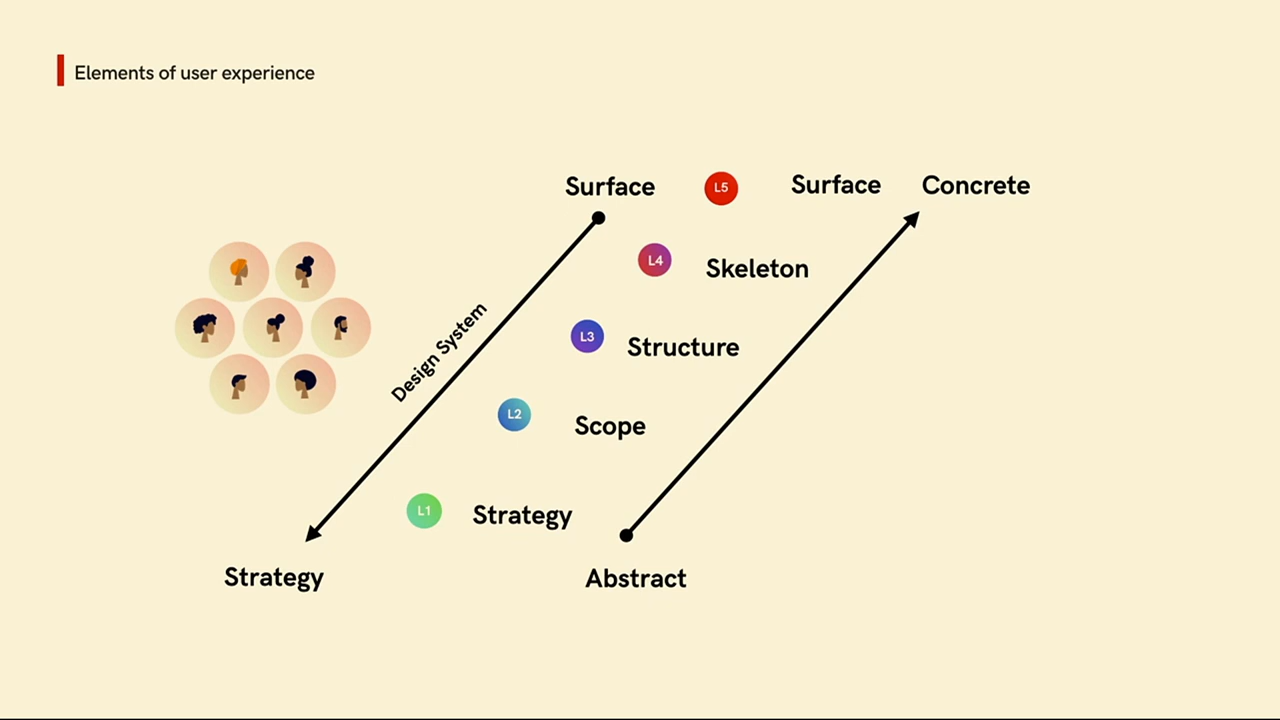 Elements of user experience
Surface
L5
Surface
Concrete
L4
Skeleton
Design System
L3
Structure
L2
Scope
L1
Strategy
Strategy
Abstract